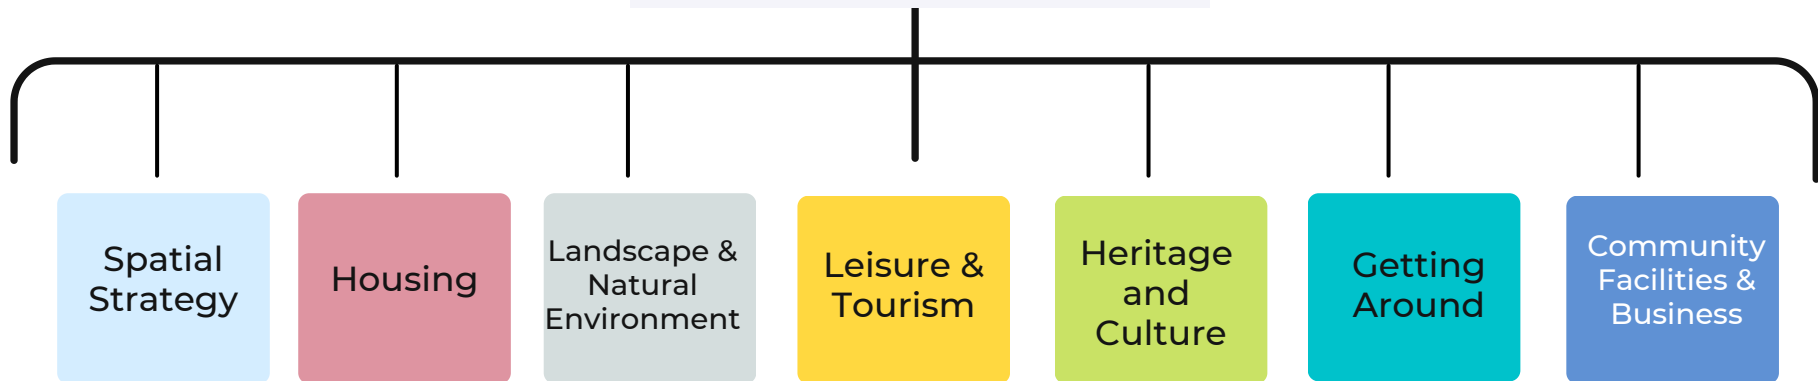 Spatial
Strategy
Housing
Landscape &
Natural
Environment
Leisure &
Tourism
Heritage
and
Culture
Getting
Around
Community
Facilities &
Business